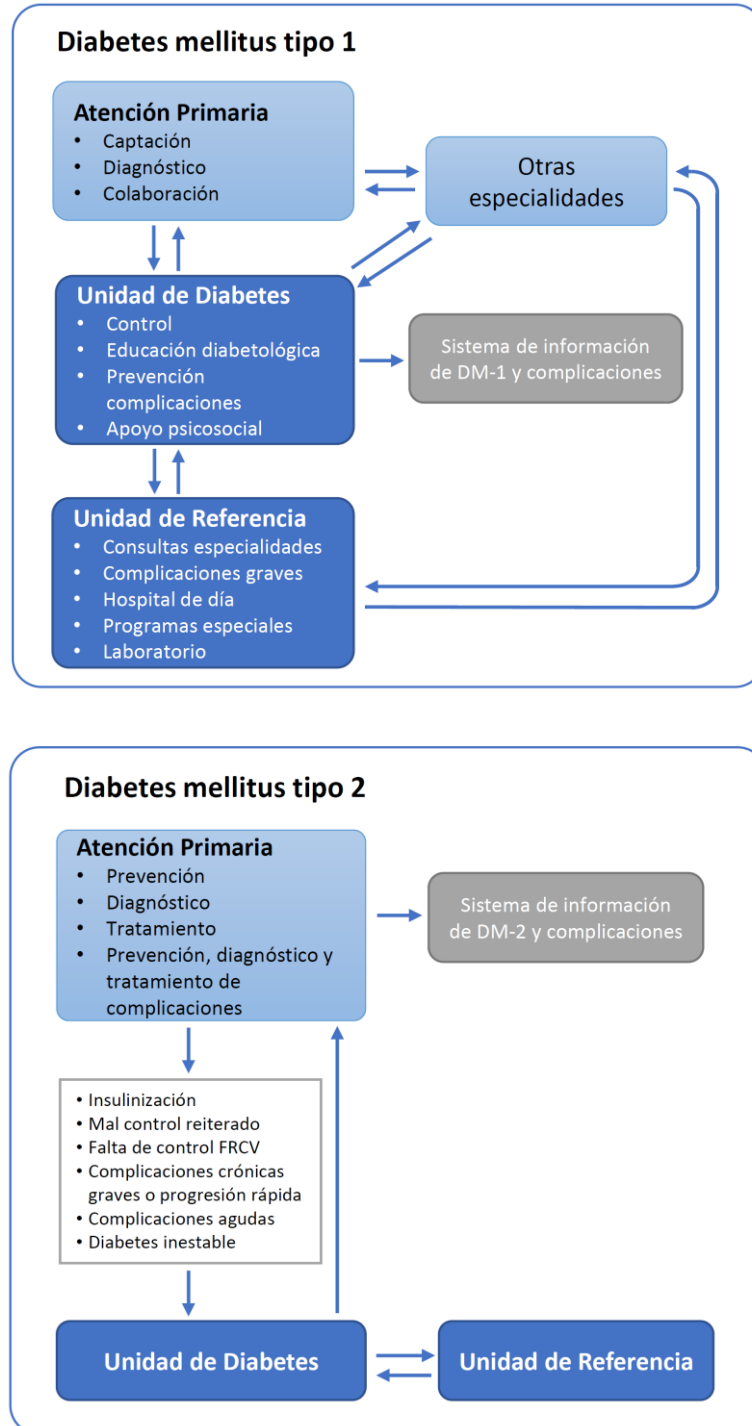 Diabetes mellitus tipo 1
Atención Primaria
• Captación
• Diagnóstico
• Colaboración
Otras
especialidades
Unidad de Diabetes
• Control
• Educación diabetológica
• Prevención
complicaciones
• Apoyo psicosocial
Sistema de información
de DM-1 y complicaciones
Unidad de Referencia
• Consultas especialidades
• Complicaciones graves
• Hospital de día
• Programas especiales
• Laboratorio
Diabetes mellitus tipo 2
Atención Primaria
• Prevención
• Diagnóstico
• Tratamiento
• Prevención, diagnóstico y
tratamiento de
complicaciones
Sistema de información
de DM-2 y complicaciones
• Insulinización
• Mal control reiterado
• Falta de control FRCV
• Complicaciones crónicas
graves o progresión rápida
• Complicaciones agudas
• Diabetes inestable
Unidad de Diabetes
Unidad de Referencia